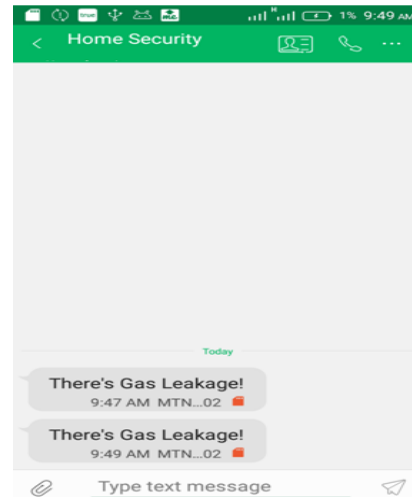 true
1% 9:49 AM
Home Security
Today
There's Gas Leakage!
9:47 AM MTN...02
There's Gas Leakage!
9:49 AM MTN...02
Type text message